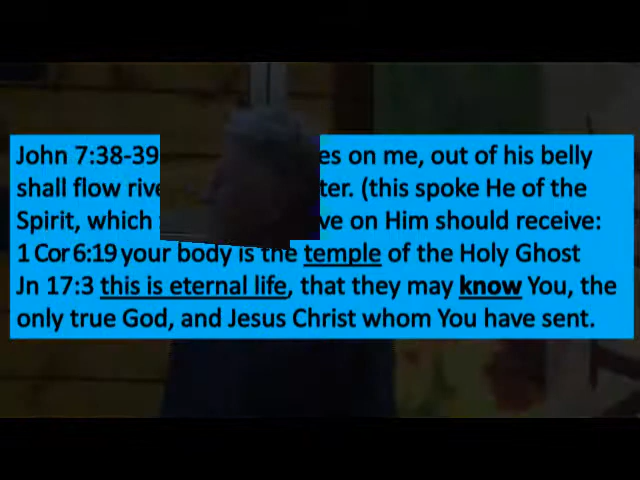 John 7:38-39 es on me, out of his belly
shall flow rive ter. (this spoke He of the
Spirit, which ve on Him should receive:
1 Cor 6:19 your body is the temple of the Holy Ghost
Jn 17:3 this is eternal life, that they may know You, the
only true God, and Jesus Christ whom You have sent.